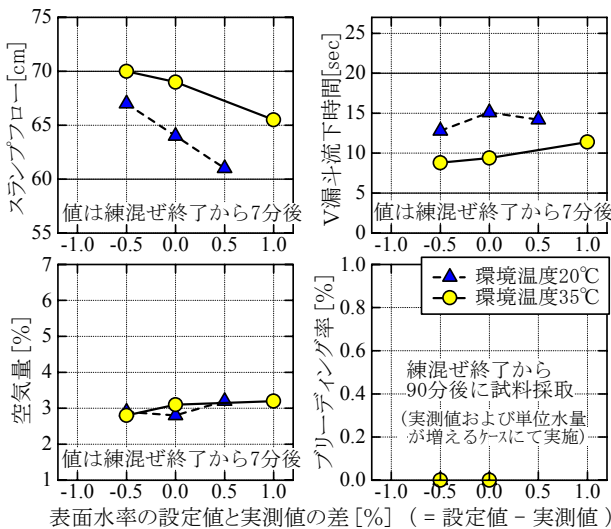 スランプフロー[cm]
75
70
65
60
55
値は練混ぜ終了から7分後
-1.0 -0.5 0.0 0.5 1.0
V漏斗流下時間[sec]
25
20
15
10
5
0
値は練混ぜ終了から7分後
-1.0 -0.5 0.0 0.5 1.0
空気量[%]
7
6
5
4
3
2
1
値は練混ぜ終了から7分後
-1.0 -0.5 0.0 0.5 1.0
ブリーディング率[%]
1.0
0.8
0.6
0.4
0.2
0.0
環境温度20℃
環境温度35℃
練混ぜ終了から
90分後に試料採取
(実測値および単位水量
が増えるケースにて実施)
-1.0 -0.5 0.0 0.5 1.0
表面水率の設定値と実測値の差[%] (=設定値-実測値)